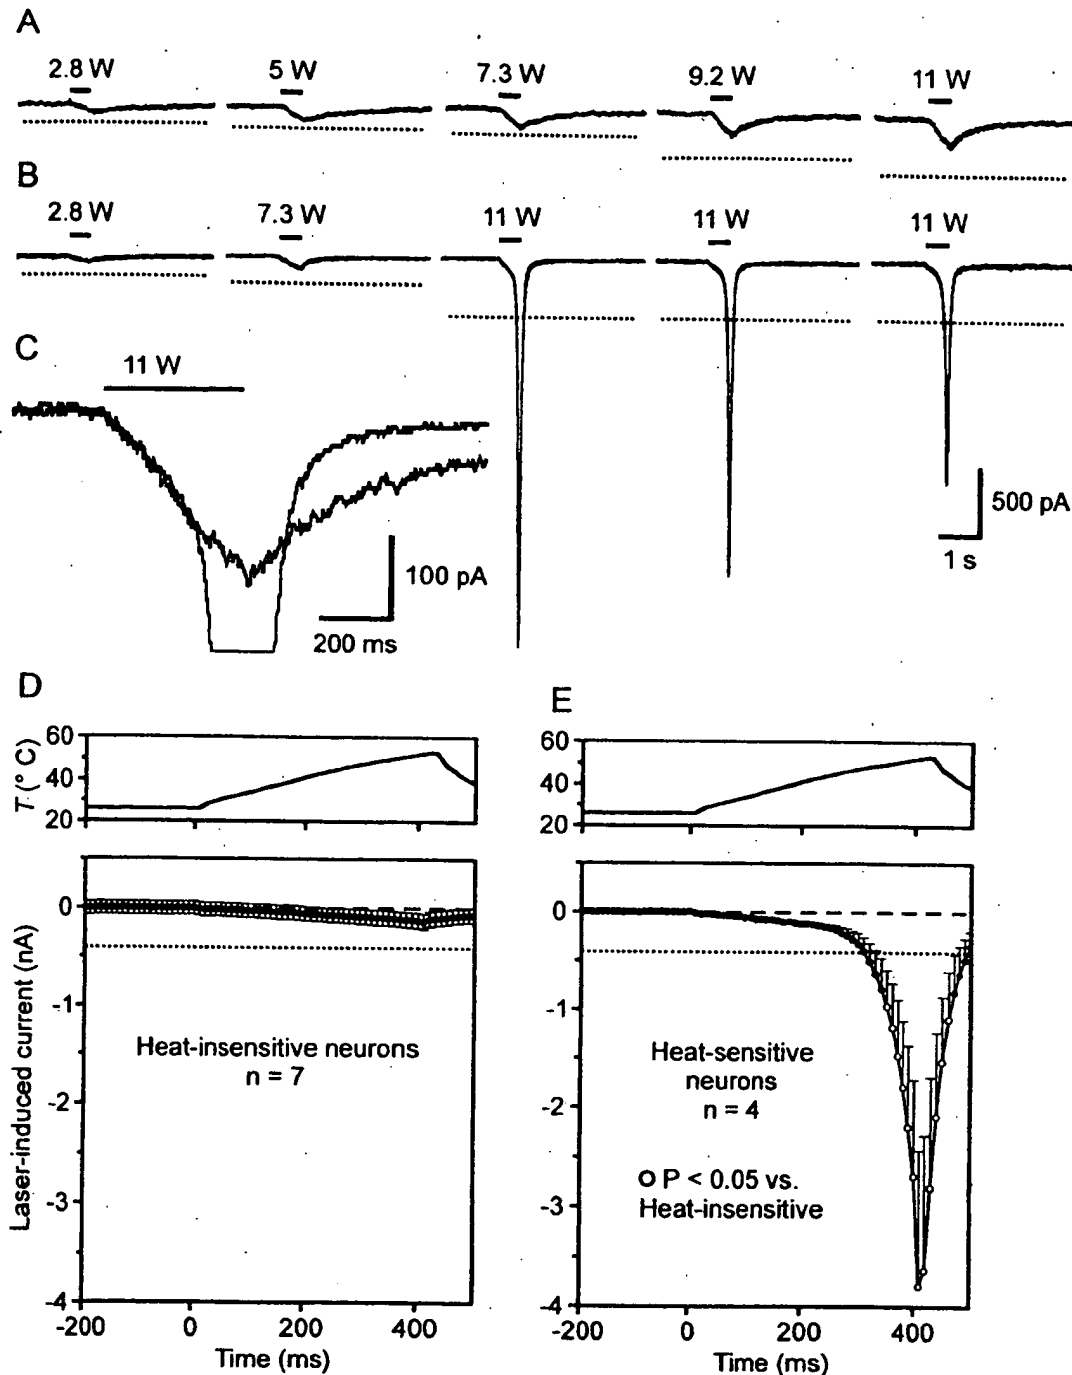 A
2.8 W 5 W 7.3 W 9.2 W 11 W
B
2.8 W 7.3 W 11 W 11 W 11 W
C
11 W
500 pA
1 s
100 pA
200 ms
D
T (° C)
60
40
20
Laser-induced current (nA)
0
-1
-2
-3
-4
Heat-insensitive neurons
n = 7
-200 0 200 400
Time (ms)
E
60
40
20
0
-1
-2
-3
-4
Heat-sensitive
neurons
n = 4
P < 0.05 vs.
Heat-insensitive
-200 0 200 400
Time (ms)